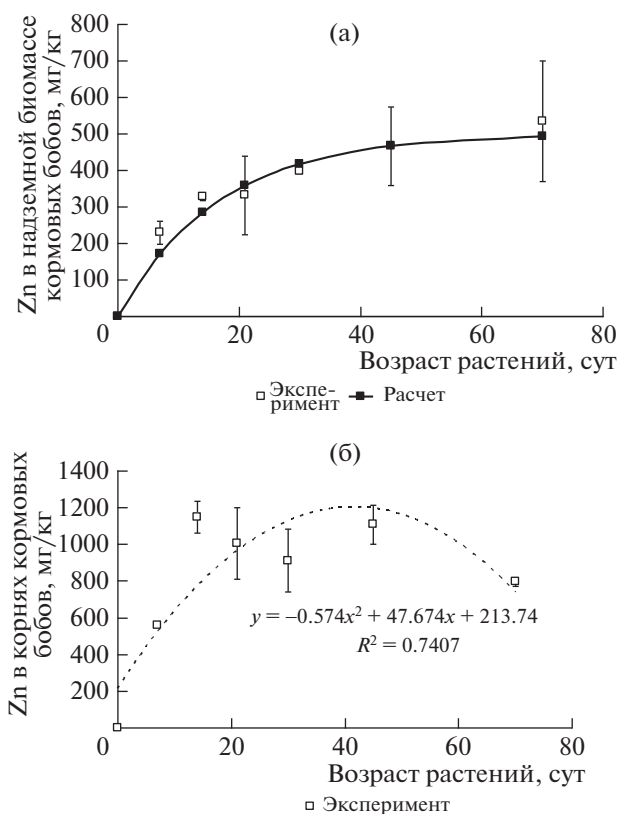 (а)
Zn в надземной биомассе
кормовых бобов, мг/кг
800
700
600
500
400
300
200
100
0
20
40
60
80
Возраст растений, сут
Экспе-
римент
Расчет
(б)
Zn в корнях кормовых
бобов, мг/кг
1400
1200
1000
800
600
400
200
0
20
40
60
80
y = –0.574x² + 47.674x + 213.74
R² = 0.7407
Возраст растений, сут
Эксперимент